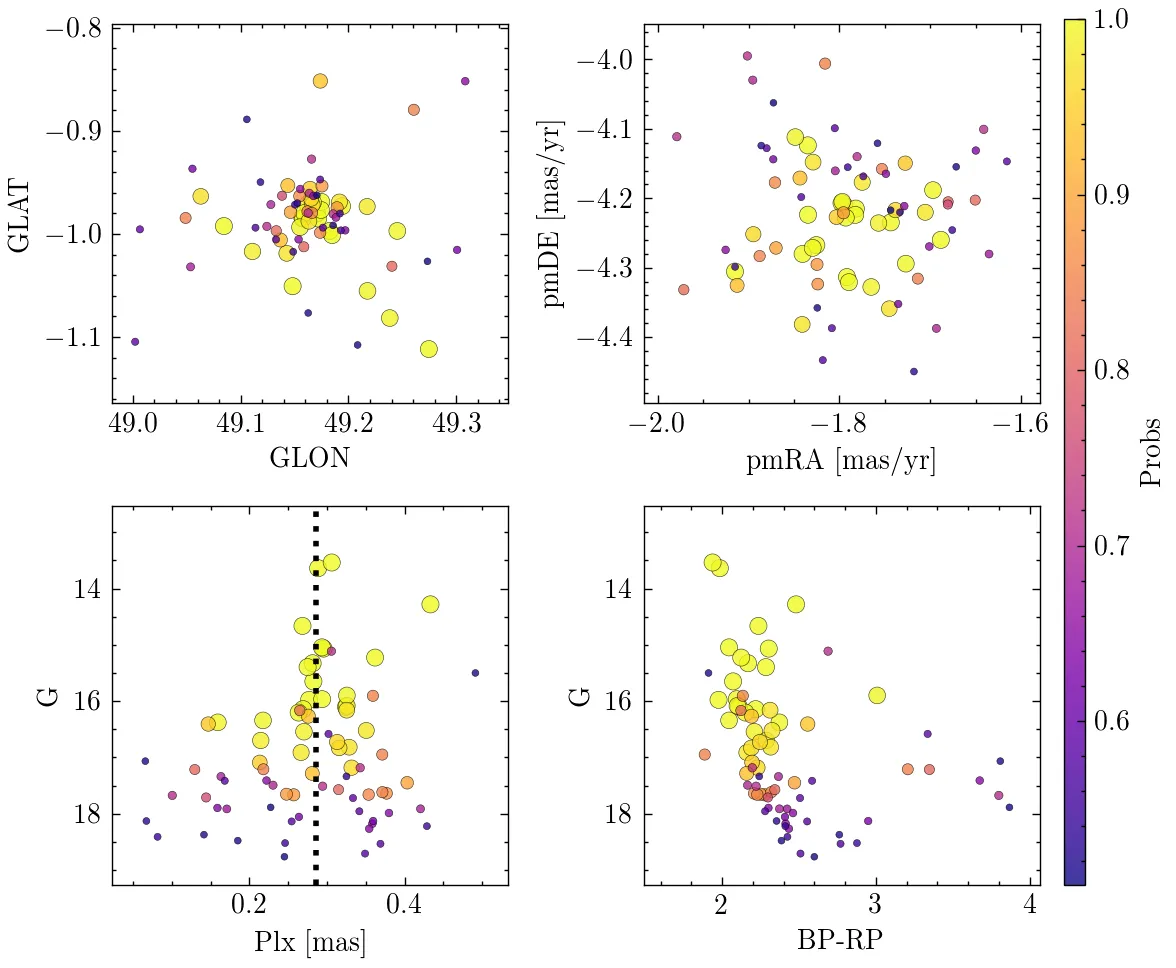 −0.8
−0.9
−1.0
−1.1
GLAT
49.0 49.1 49.2 49.3
GLON
−4.0
−4.1
−4.2
−4.3
−4.4
pmDE [mas/yr]
−2.0 −1.8 −1.6
pmRA [mas/yr]
14
16
18
G
0.2 0.4
Plx [mas]
14
16
18
G
2 3 4
BP-RP
1.0
0.9
0.8
0.7
0.6
Probs